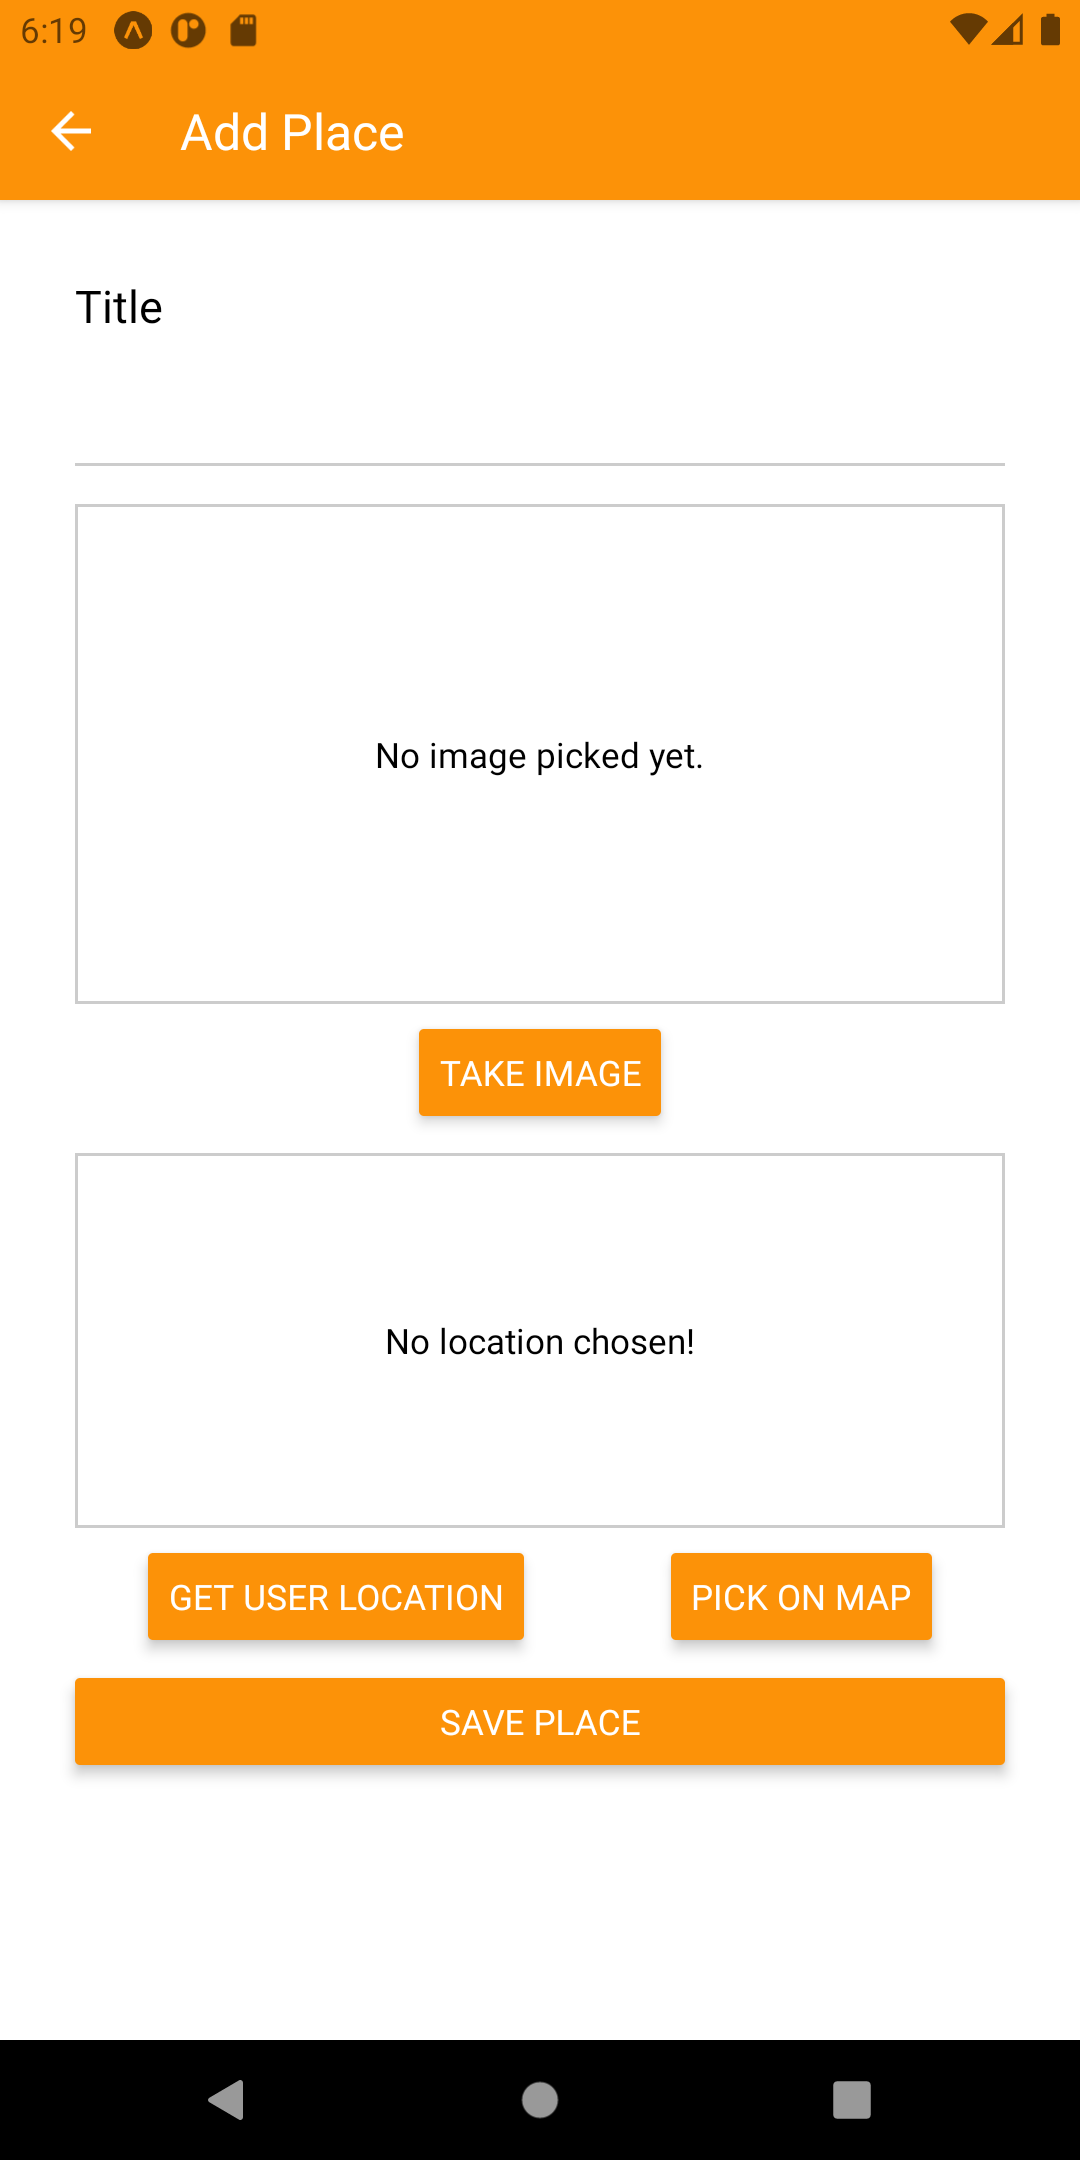 6:19
Add Place
Title
No image picked yet.
TAKE IMAGE
No location chosen!
GET USER LOCATION
PICK ON MAP
SAVE PLACE